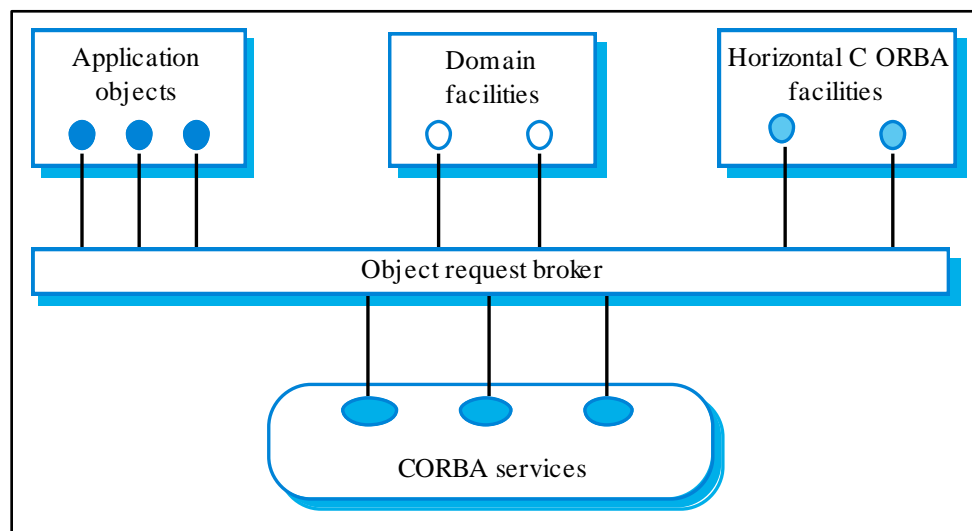 Application
objects
Domain
facilities
Horizontal C ORBA
facilities
Object request broker
CORBA services